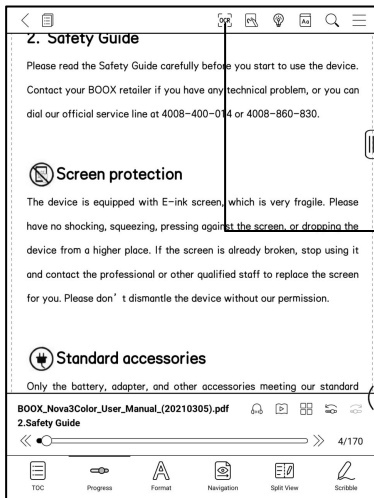 OCR
Aa
2. Safety Guide
Please read the Safety Guide carefully before you start to use the device.
Contact your BOOX retailer if you have any technical problem, or you can
dial our official service line at 4008-400-014 or 4008-860-830.
Screen protection
The device is equipped with E-ink screen, which is very fragile. Please
have no shocking, squeezing, pressing against the screen, or dropping the
device from a higher place. If the screen is already broken, stop using it
and contact the professional or other qualified staff to replace the screen
for you. Please don't dismantle the device without our permission.
Standard accessories
Only the battery, adapter, and other accessories meeting our standard
BOOX_Nova3Color_User_Manual_(20210305).pdf
2.Safety Guide
4/170
TOC
Progress
Format
Navigation
Split View
Scribble